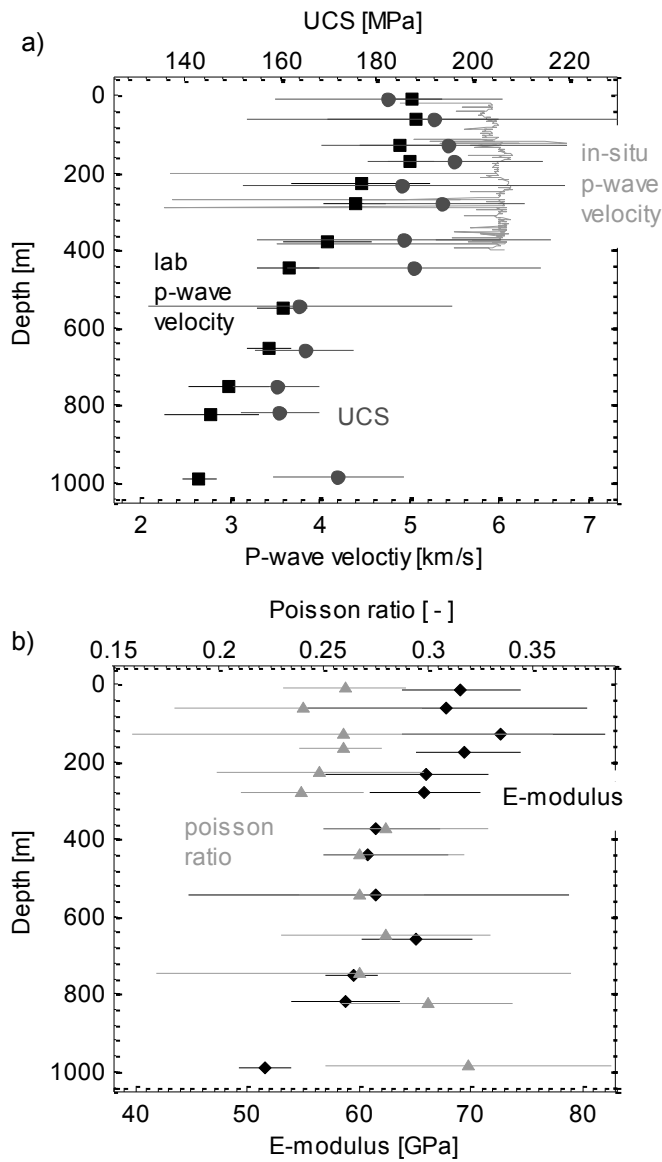 a)
UCS [MPa]
140 160 180 200 220
0
200
400
600
800
1000
Depth [m]
in-situ
p-wave
velocity
lab
p-wave
velocity
UCS
2 3 4 5 6 7
P-wave veloctiy [km/s]
b)
Poisson ratio [ - ]
0.15 0.2 0.25 0.3 0.35
0
200
400
600
800
1000
Depth [m]
E-modulus
poisson
ratio
40 50 60 70 80
E-modulus [GPa]